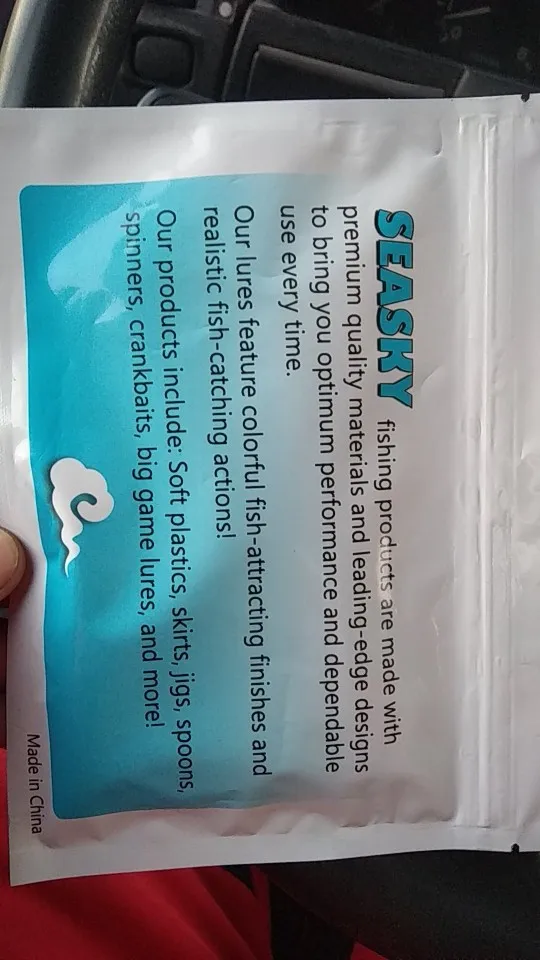 SEASKY fishing products are made with
premium quality materials and leading-edge designs
to bring you optimum performance and dependable
use every time.
Our lures feature colorful fish-attracting finishes and
realistic fish-catching actions!
Our products include: Soft plastics, skirts, jigs, spoons,
spinners, crankbaits, big game lures, and more!
Made in China